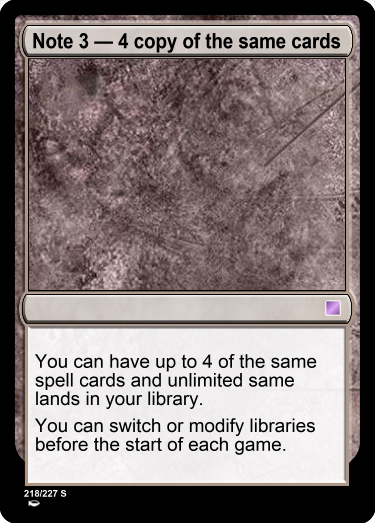 Note 3 — 4 copy of the same cards
You can have up to 4 of the same
spell cards and unlimited same
lands in your library.
You can switch or modify libraries
before the start of each game.
218/227 S